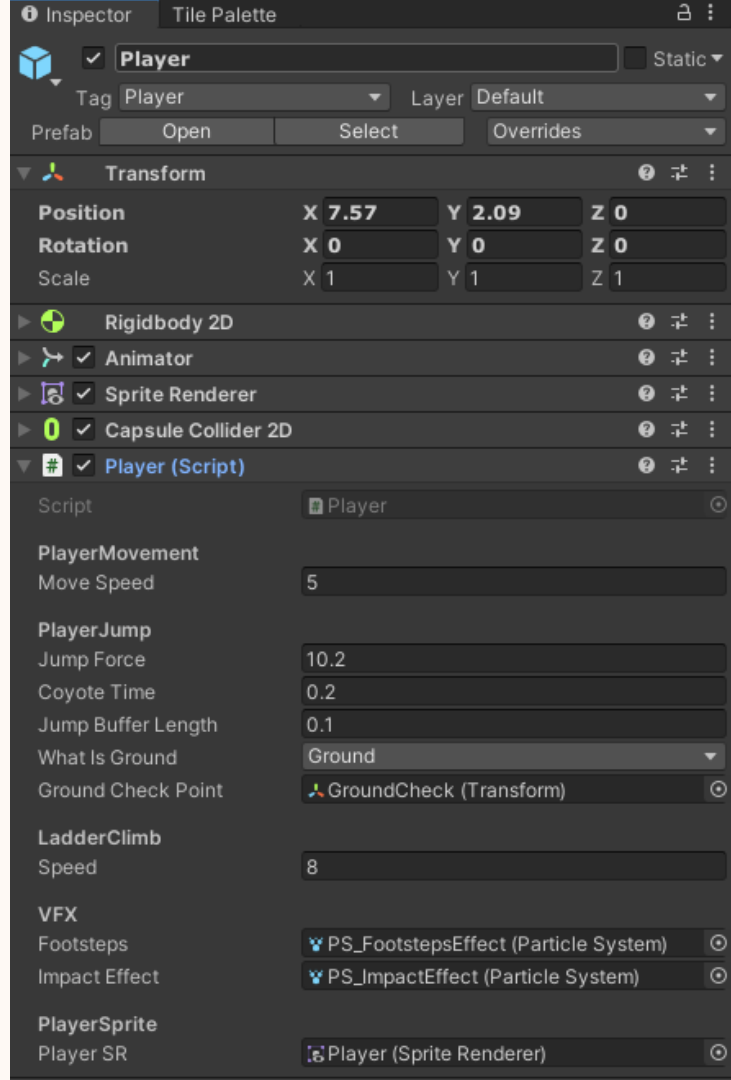 Inspector Tile Palette
Player Static
Tag Player Layer Default
Prefab Open Select Overrides
Transform
Position X 7.57 Y 2.09 Z 0
Rotation X 0 Y 0 Z 0
Scale X 1 Y 1 Z 1
Rigidbody 2D
Animator
Sprite Renderer
Capsule Collider 2D
# Player (Script)
Script # Player
PlayerMovement
Move Speed 5
PlayerJump
Jump Force 10.2
Coyote Time 0.2
Jump Buffer Length 0.1
What Is Ground Ground
Ground Check Point GroundCheck (Transform)
LadderClimb
Speed 8
VFX
Footsteps PS_FootstepsEffect (Particle System)
Impact Effect PS_ImpactEffect (Particle System)
PlayerSprite
Player SR Player (Sprite Renderer)